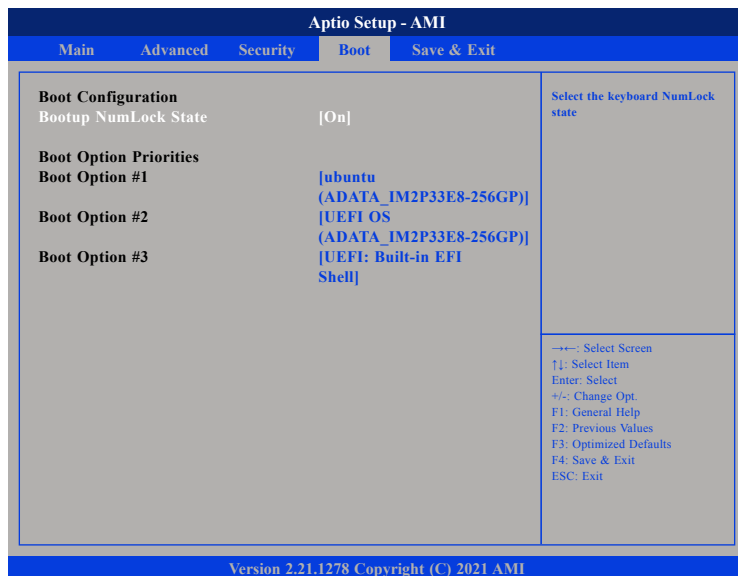 Aptio Setup - AMI
Main Advanced Security Boot Save & Exit
Boot Configuration
Bootup NumLock State [On]
Boot Option Priorities
Boot Option #1 [ubuntu
(ADATA_IM2P33E8-256GP)]
Boot Option #2 [UEFI OS
(ADATA_IM2P33E8-256GP)]
Boot Option #3 [UEFI: Built-in EFI
Shell]
Select the keyboard NumLock
state
→←: Select Screen
↑↓: Select Item
Enter: Select
+/-: Change Opt.
F1: General Help
F2: Previous Values
F3: Optimized Defaults
F4: Save & Exit
ESC: Exit
Version 2.21.1278 Copyright (C) 2021 AMI